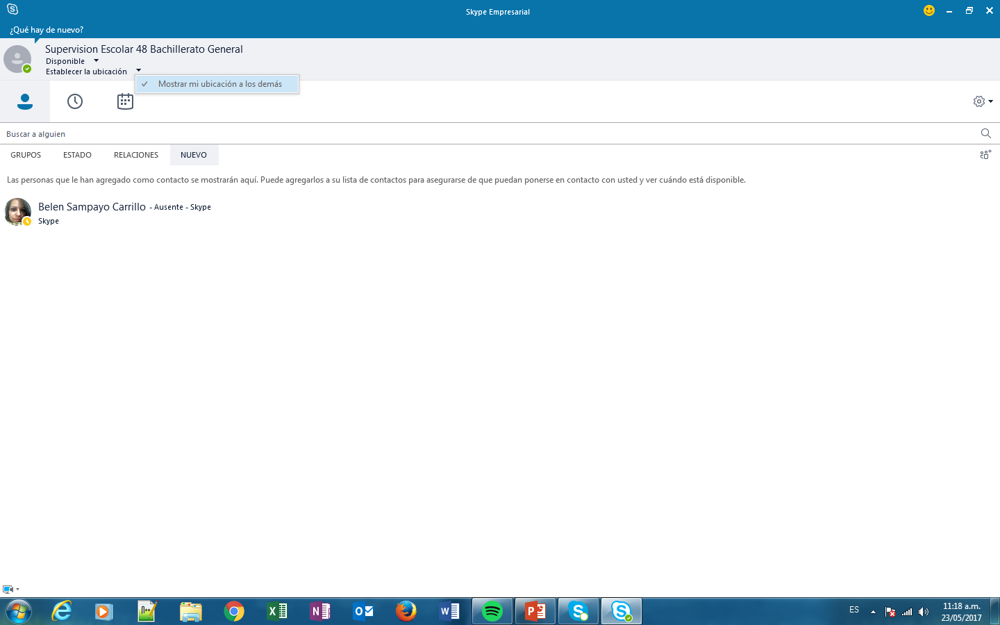 Skype Empresarial
¿Qué hay de nuevo?
Supervision Escolar 48 Bachillerato General
Disponible
Establecer la ubicación
Mostrar mi ubicación a los demás
Buscar a alguien
GRUPOS ESTADO RELACIONES NUEVO
Las personas que le han agregado como contacto se mostrarán aquí. Puede agregarlos a su lista de contactos para asegurarse de que puedan ponerse en contacto con usted y ver cuándo está disponible.
Belen Sampayo Carrillo - Ausente - Skype
Skype
ES
11:18 a.m.
23/05/2017